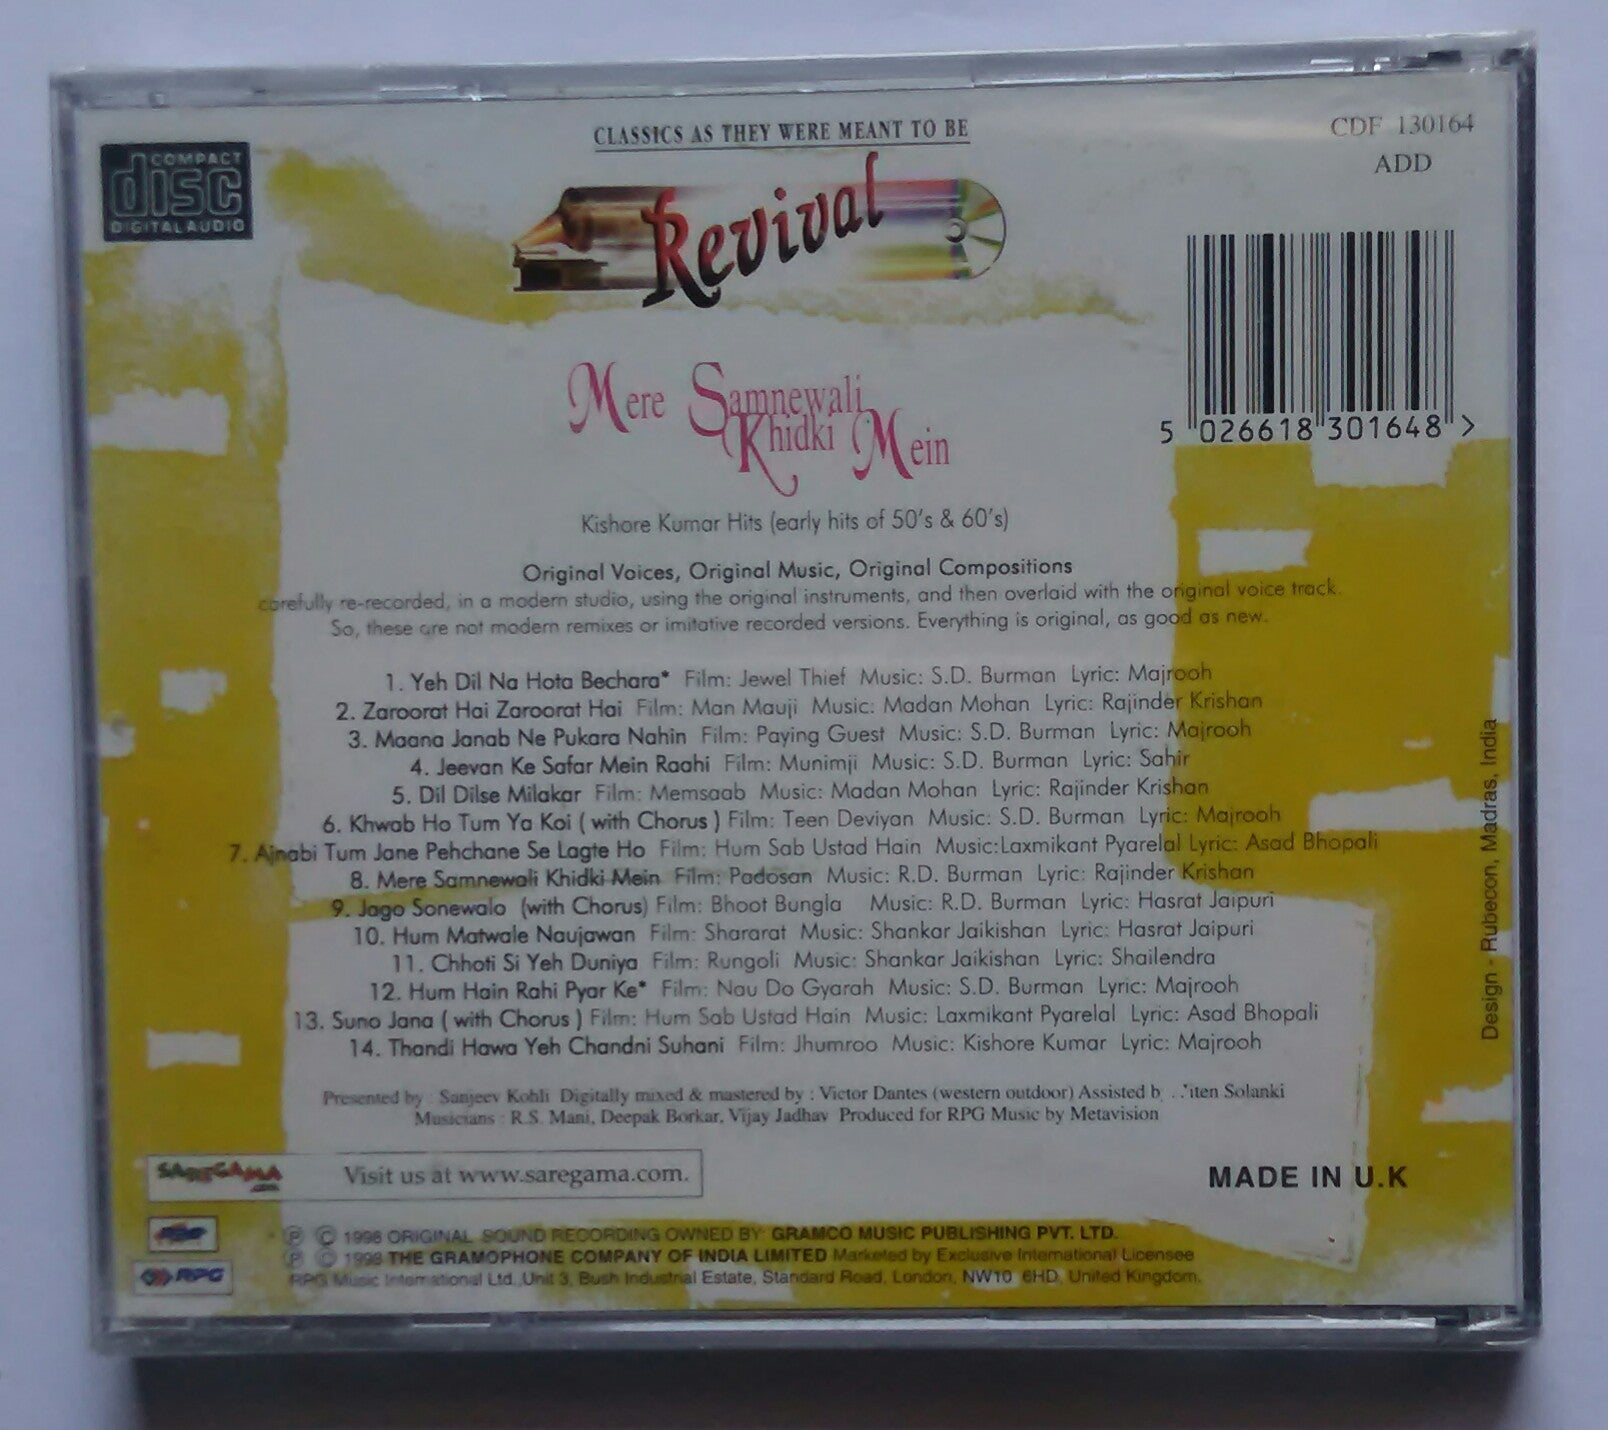 CLASSICS AS THEY WERE MEANT TO BE
CDF 130164
ADD
COMPACT
disc
DIGITAL AUDIO
Revival
5 026618 301648 >
Mere Samnewali
Khidki Mein
Kishore Kumar Hits (early hits of 50's & 60's)
Original Voices, Original Music, Original Compositions
carefully re-recorded, in a modern studio, using the original instruments, and then overlaid with the original voice track.
So, these are not modern remixes or imitative recorded versions. Everything is original, as good as new.
1. Yeh Dil Na Hota Bechara* Film: Jewel Thief Music: S.D. Burman Lyric: Majrooh
2. Zaroorat Hai Zaroorat Hai Film: Man Mauji Music: Madan Mohan Lyric: Rajinder Krishan
3. Maana Janab Ne Pukara Nahin Film: Paying Guest Music: S.D. Burman Lyric: Majrooh
4. Jeevan Ke Safar Mein Raahi Film: Munimji Music: S.D. Burman Lyric: Sahir
5. Dil Dilse Milakar Film: Memsaab Music: Madan Mohan Lyric: Rajinder Krishan
6. Khwab Ho Tum Ya Koi ( with Chorus ) Film: Teen Deviyan Music: S.D. Burman Lyric: Majrooh
7. Ajnabi Tum Jane Pehchane Se Lagte Ho Film: Hum Sab Ustad Hain Music:Laxmikant Pyarelal Lyric: Asad Bhopali
8. Mere Samnewali Khidki Mein Film: Padosan Music: R.D. Burman Lyric: Rajinder Krishan
9. Jago Sonewalo (with Chorus) Film: Bhoot Bungla Music: R.D. Burman Lyric: Hasrat Jaipuri
10. Hum Matwale Naujawan Film: Shararat Music: Shankar Jaikishan Lyric: Hasrat Jaipuri
11. Chhoti Si Yeh Duniya Film: Rungoli Music: Shankar Jaikishan Lyric: Shailendra
12. Hum Hain Rahi Pyar Ke* Film: Nau Do Gyarah Music: S.D. Burman Lyric: Majrooh
13. Suno Jana ( with Chorus ) Film: Hum Sab Ustad Hain Music: Laxmikant Pyarelal Lyric: Asad Bhopali
14. Thandi Hawa Yeh Chandni Suhani Film: Jhumroo Music: Kishore Kumar Lyric: Majrooh
Presented by : Sanjeev Kohli Digitally mixed & mastered by : Victor Dantes (western outdoor) Assisted Solanki
Musicians : R.S. Mani, Deepak Borkar, Vijay Jadhav Produced for RPG Music by Metavision
Design - Rubecon, Madras, India
SAREGAMA.com
Visit us at www.saregama.com.
MADE IN U.K
℗ © 1998 ORIGINAL SOUND RECORDING OWNED BY GRAMCO MUSIC PUBLISHING PVT. LTD.
℗ © 1998 THE GRAMOPHONE COMPANY OF INDIA LIMITED Marketed by Exclusive International Licensee
RPG
RPG Music International Ltd. Unit 3, Bush Industrial Estate, Standard Road, London, NW10 6HD, United Kingdom.